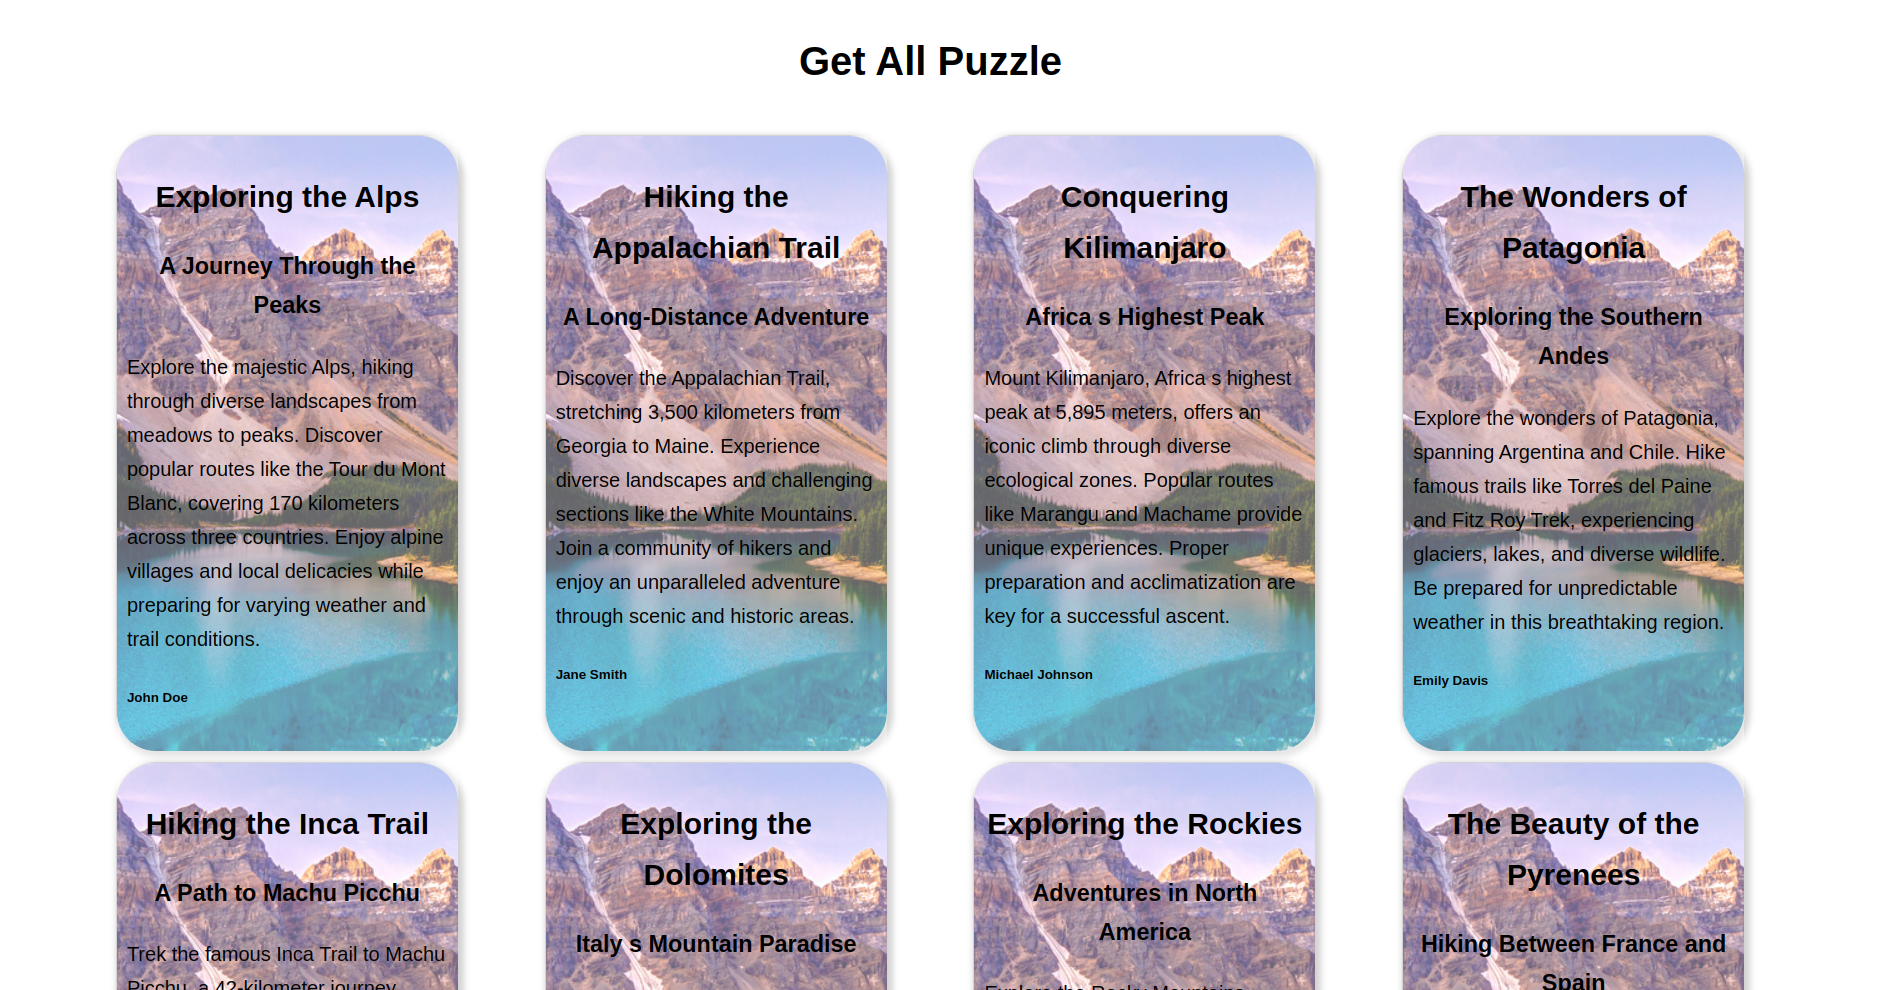 Get All Puzzle
Exploring the Alps
A Journey Through the
Peaks
Explore the majestic Alps, hiking
through diverse landscapes from
meadows to peaks. Discover
popular routes like the Tour du Mont
Blanc, covering 170 kilometers
across three countries. Enjoy alpine
villages and local delicacies while
preparing for varying weather and
trail conditions.
John Doe
Hiking the
Appalachian Trail
A Long-Distance Adventure
Discover the Appalachian Trail,
stretching 3,500 kilometers from
Georgia to Maine. Experience
diverse landscapes and challenging
sections like the White Mountains.
Join a community of hikers and
enjoy an unparalleled adventure
through scenic and historic areas.
Jane Smith
Conquering
Kilimanjaro
Africa s Highest Peak
Mount Kilimanjaro, Africa s highest
peak at 5,895 meters, offers an
iconic climb through diverse
ecological zones. Popular routes
like Marangu and Machame provide
unique experiences. Proper
preparation and acclimatization are
key for a successful ascent.
Michael Johnson
The Wonders of
Patagonia
Exploring the Southern
Andes
Explore the wonders of Patagonia,
spanning Argentina and Chile. Hike
famous trails like Torres del Paine
and Fitz Roy Trek, experiencing
glaciers, lakes, and diverse wildlife.
Be prepared for unpredictable
weather in this breathtaking region.
Emily Davis
Hiking the Inca Trail
A Path to Machu Picchu
Trek the famous Inca Trail to Machu
Picchu, a 42-kilometer journey
Exploring the
Dolomites
Italy s Mountain Paradise
Exploring the Rockies
Adventures in North
America
Explore the Rocky Mountains
The Beauty of the
Pyrenees
Hiking Between France and
Spain